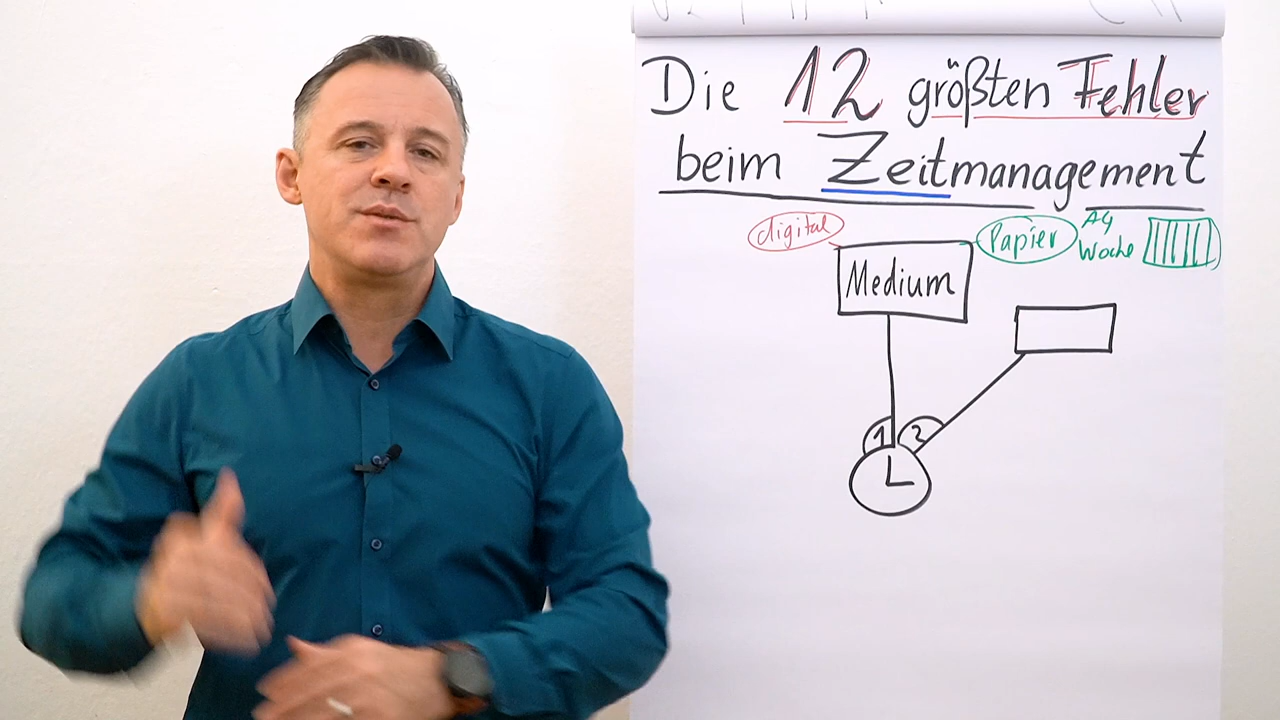 Die 12 größten Fehler
beim Zeitmanagement
digital
Papier
A4
Woche
Medium
1
2